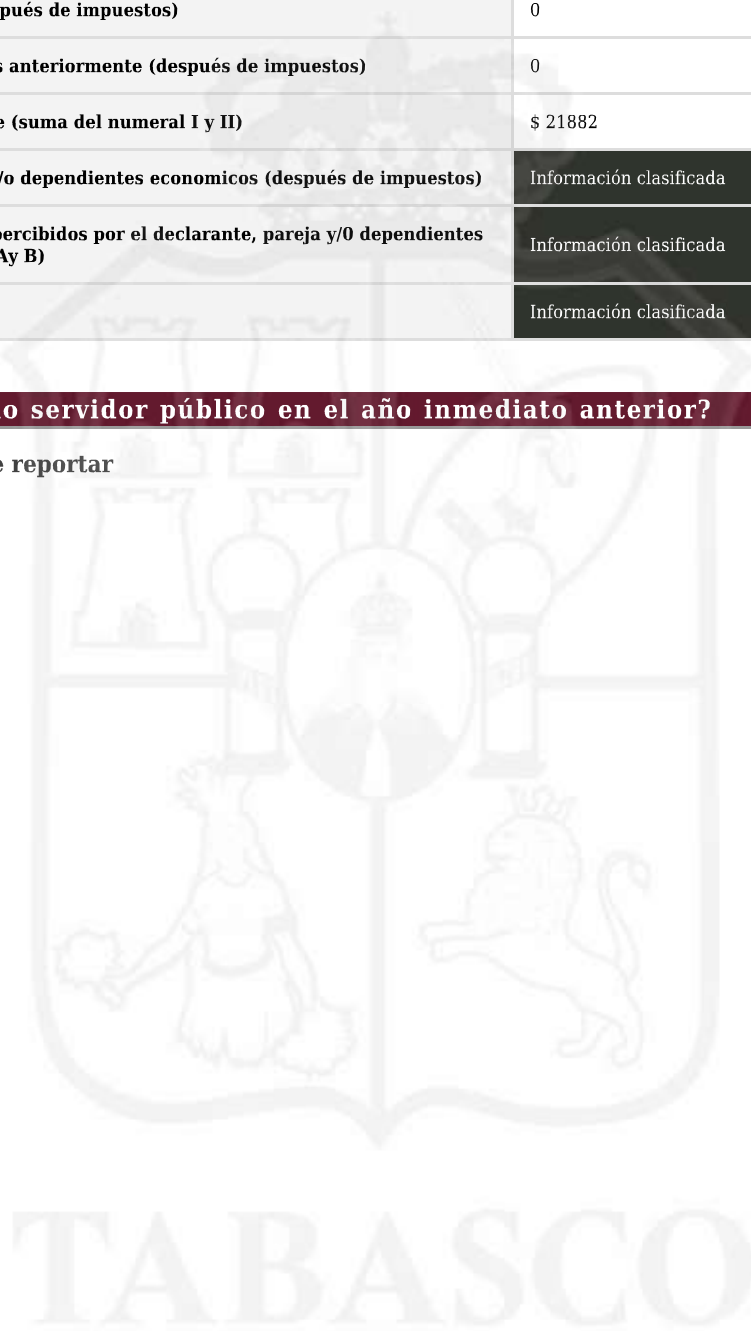 pués de impuestos) 0
s anteriormente (después de impuestos) 0
e (suma del numeral I y II) $ 21882
/o dependientes economicos (después de impuestos) Información clasificada
percibidos por el declarante, pareja y/0 dependientes Información clasificada
Ay B)
Información clasificada
o servidor público en el año inmediato anterior?
e reportar
TABASCO